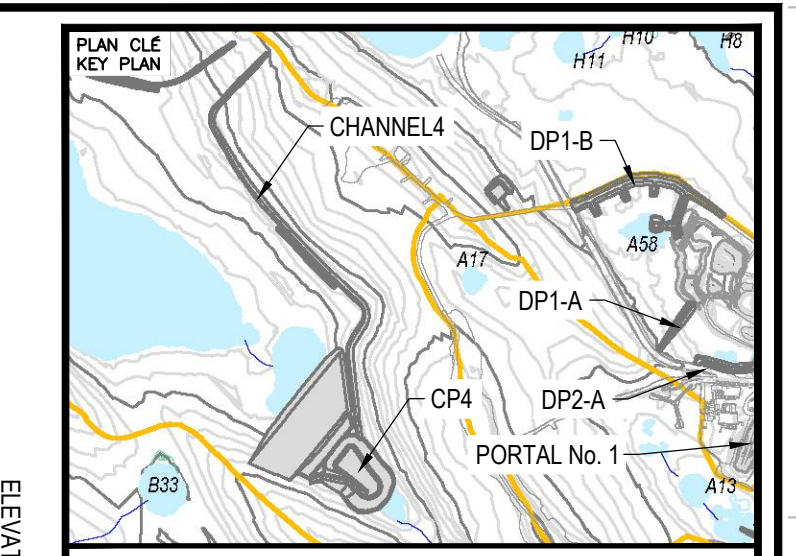 PLAN CLÉ
KEY PLAN
H10
H8
H11
CHANNEL4
DP1-B
A58
A17
DP1-A
CP4
DP2-A
PORTAL No. 1
B33
A13
ELEVAT